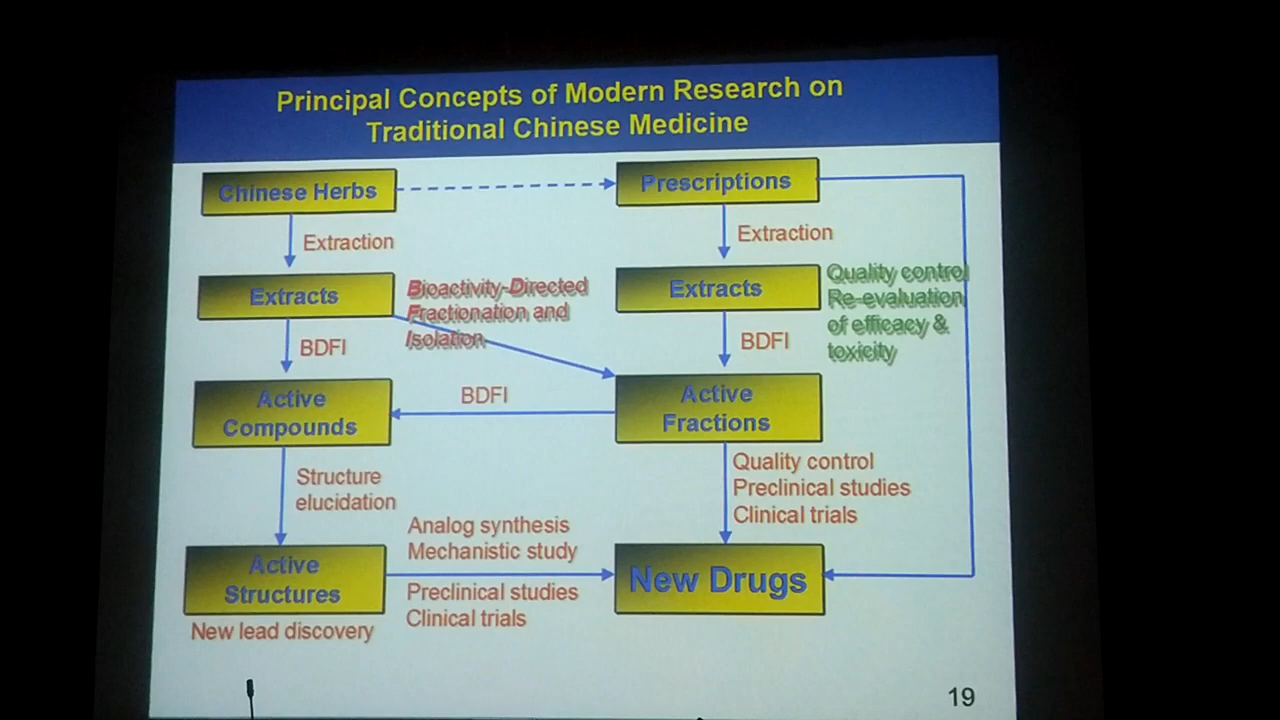 Principal Concepts of Modern Research on
Traditional Chinese Medicine
Chinese Herbs
Prescriptions
Extraction
Extraction
Extracts
Bioactivity-Directed
Fractionation and
Isolation
Extracts
Quality control
Re-evaluation
of efficacy &
toxicity
BDFI
BDFI
Active
Compounds
BDFI
Active
Fractions
Structure
elucidation
Quality control
Preclinical studies
Clinical trials
Analog synthesis
Mechanistic study
Active
Structures
New Drugs
Preclinical studies
Clinical trials
New lead discovery
19